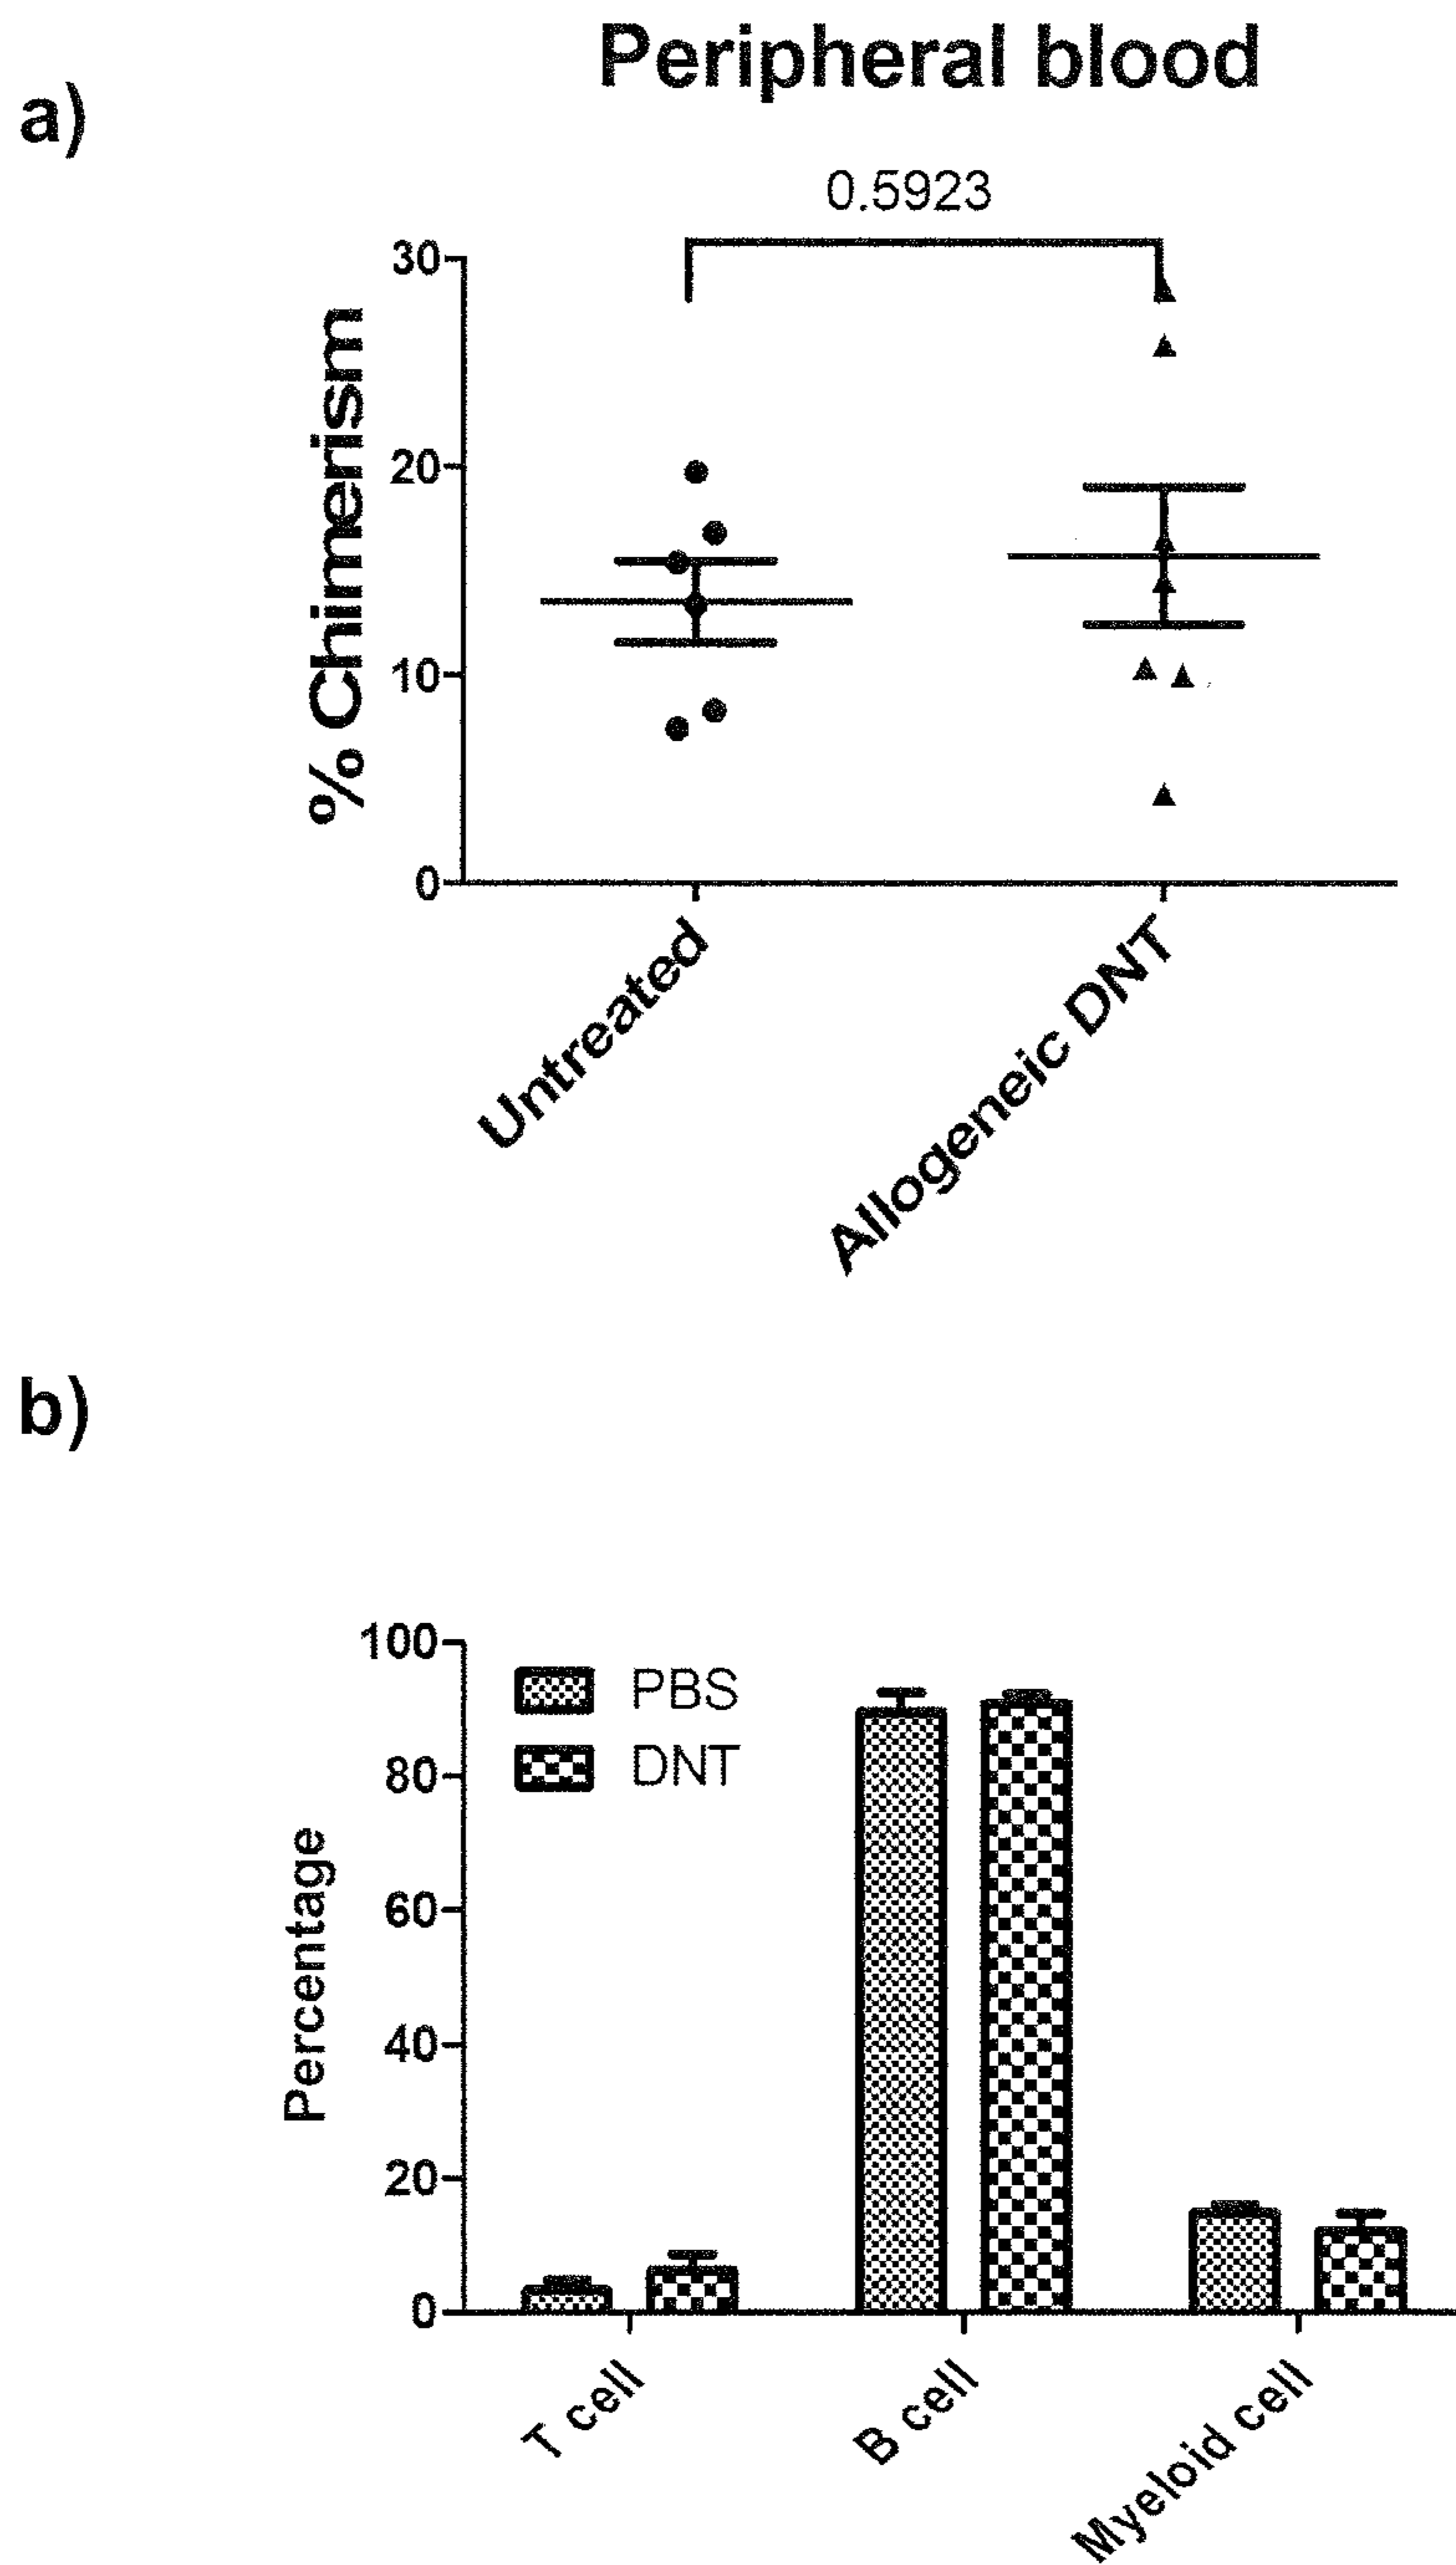 Peripheral blood
a)
0.5923
30
20
10
0
% Chimerism
Untreated
Allogeneic DNT
b)
100
80
60
40
20
0
Percentage
PBS
DNT
T cell
B cell
Myeloid cell